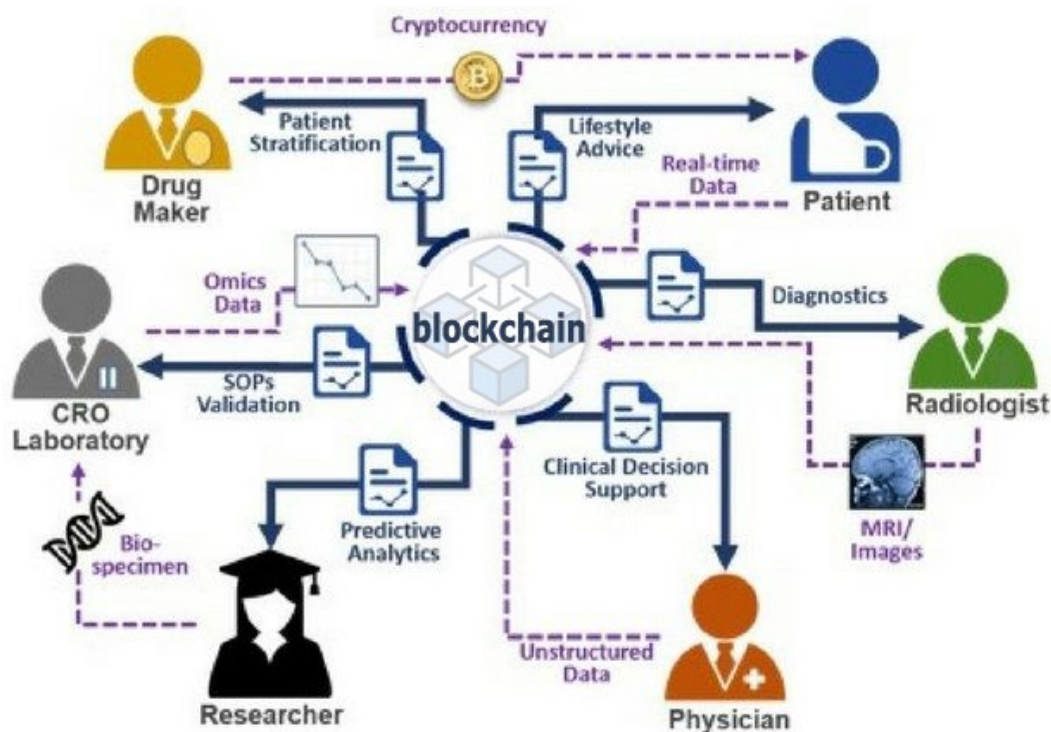 Cryptocurrency
B
Patient
Stratification
Lifestyle
Advice
Drug
Maker
Real-time
Data
Patient
Omics
Data
Diagnostics
blockchain
CRO
Laboratory
SOPs
Validation
Radiologist
Clinical Decision
Support
Predictive
Analytics
MRI/
Images
Bio-
specimen
Unstructured
Data
Researcher
Physician